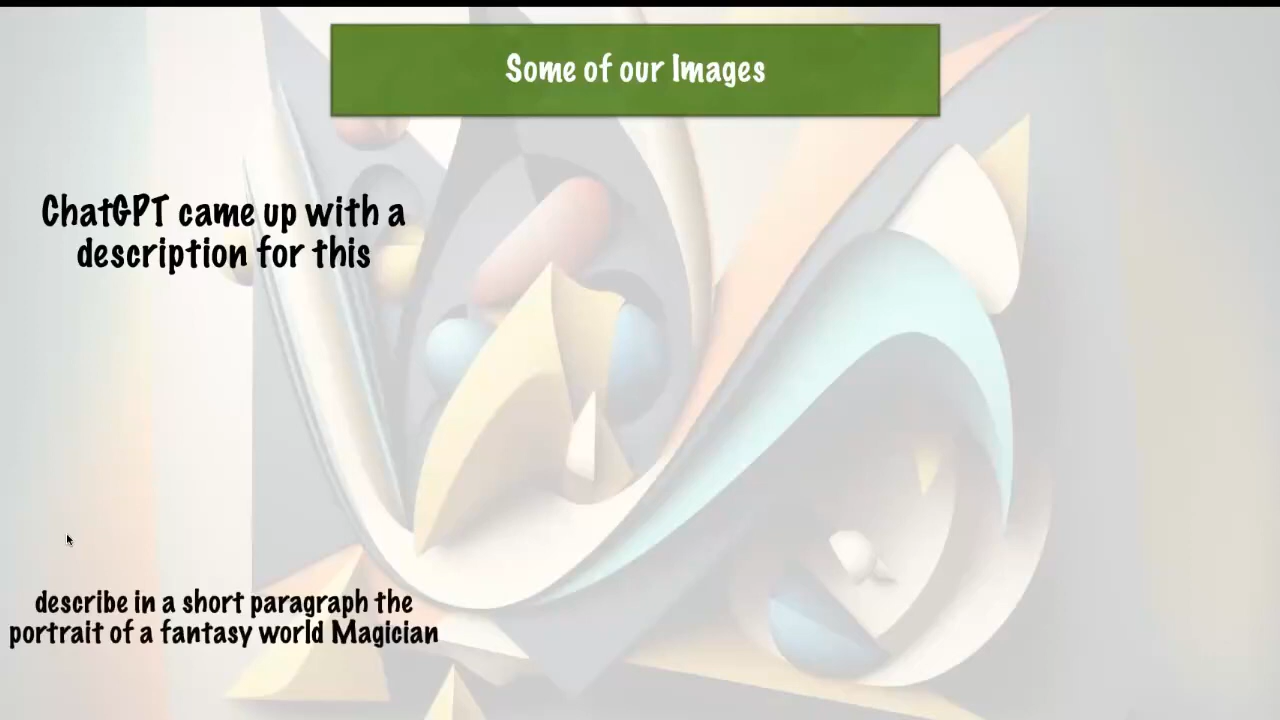 Some of our Images
ChatGPT came up with a
description for this
describe in a short paragraph the
portrait of a fantasy world Magician